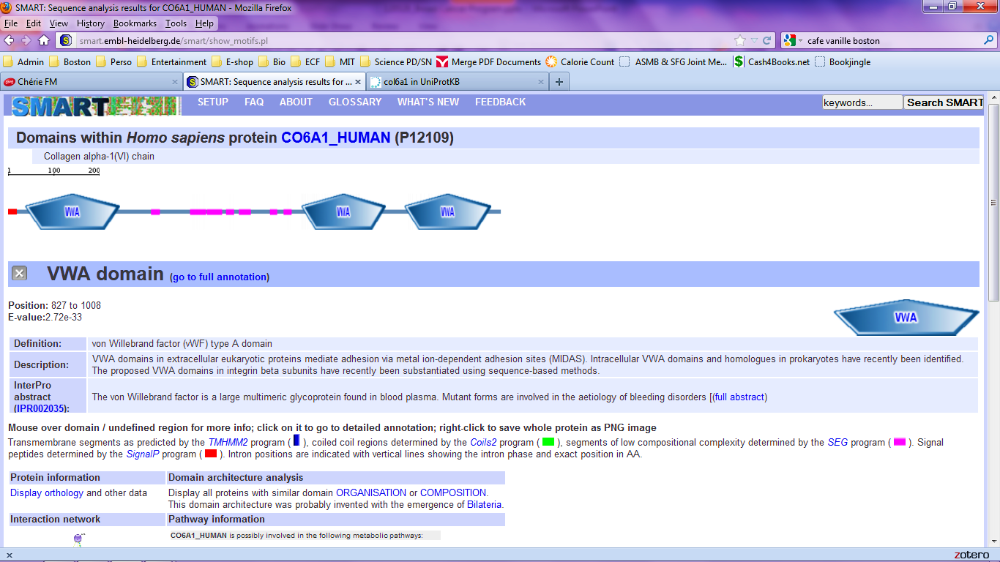 SMART: Sequence analysis results for CO6A1_HUMAN - Mozilla Firefox
File Edit View History Bookmarks Tools Help
smart.embl-heidelberg.de/smart/show_motifs.pl cafe vanille boston
Admin Boston Perso Entertainment E-shop Bio ECF MIT Science PD/SN Merge PDF Documents Calorie Count ASMB & SFG Joint Me... Cash4Books.net Bookjingle
Chérie FM SMART: Sequence analysis results for ... col6a1 in UniProtKB
SMART SETUP FAQ ABOUT GLOSSARY WHAT'S NEW FEEDBACK keywords... Search SMART
Domains within Homo sapiens protein CO6A1_HUMAN (P12109)
Collagen alpha-1(VI) chain
1 100 200
VWA VWA VWA
VWA domain (go to full annotation)
Position: 827 to 1008
E-value:2.72e-33
VWA
Definition: von Willebrand factor (vWF) type A domain
Description: VWA domains in extracellular eukaryotic proteins mediate adhesion via metal ion-dependent adhesion sites (MIDAS). Intracellular VWA domains and homologues in prokaryotes have recently been identified.
The proposed VWA domains in integrin beta subunits have recently been substantiated using sequence-based methods.
InterPro
abstract
(IPR002035):
The von Willebrand factor is a large multimeric glycoprotein found in blood plasma. Mutant forms are involved in the aetiology of bleeding disorders [(full abstract)
Mouse over domain / undefined region for more info; click on it to go to detailed annotation; right-click to save whole protein as PNG image
Transmembrane segments as predicted by the TMHMM2 program ( ), coiled coil regions determined by the Coils2 program ( ), segments of low compositional complexity determined by the SEG program ( ). Signal
peptides determined by the SignalP program ( ). Intron positions are indicated with vertical lines showing the intron phase and exact position in AA.
Protein information Domain architecture analysis
Display orthology and other data Display all proteins with similar domain ORGANISATION or COMPOSITION.
This domain architecture was probably invented with the emergence of Bilateria.
Interaction network Pathway information
CO6A1_HUMAN is possibly involved in the following metabolic pathways:
zotero